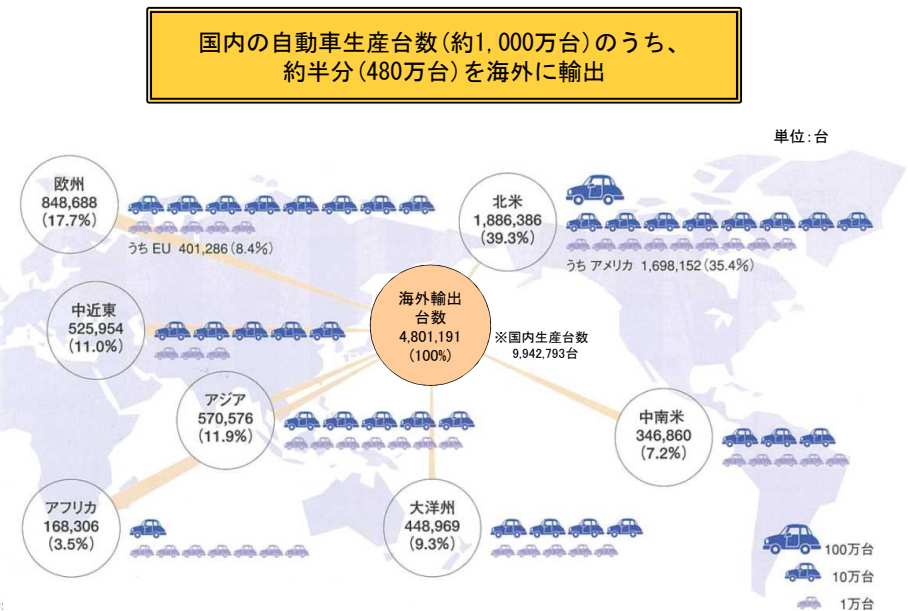 国内の自動車生産台数(約1,000万台)のうち、
約半分(480万台)を海外に輸出
単位:台
欧州
848,688
(17.7%)
うち EU 401,286(8.4%)
北米
1,886,386
(39.3%)
うち アメリカ 1,698,152(35.4%)
中近東
525,954
(11.0%)
海外輸出
台数
4,801,191
(100%)
※国内生産台数
9,942,793台
アジア
570,576
(11.9%)
中南米
346,860
(7.2%)
アフリカ
168,306
(3.5%)
大洋州
448,969
(9.3%)
100万台
10万台
1万台